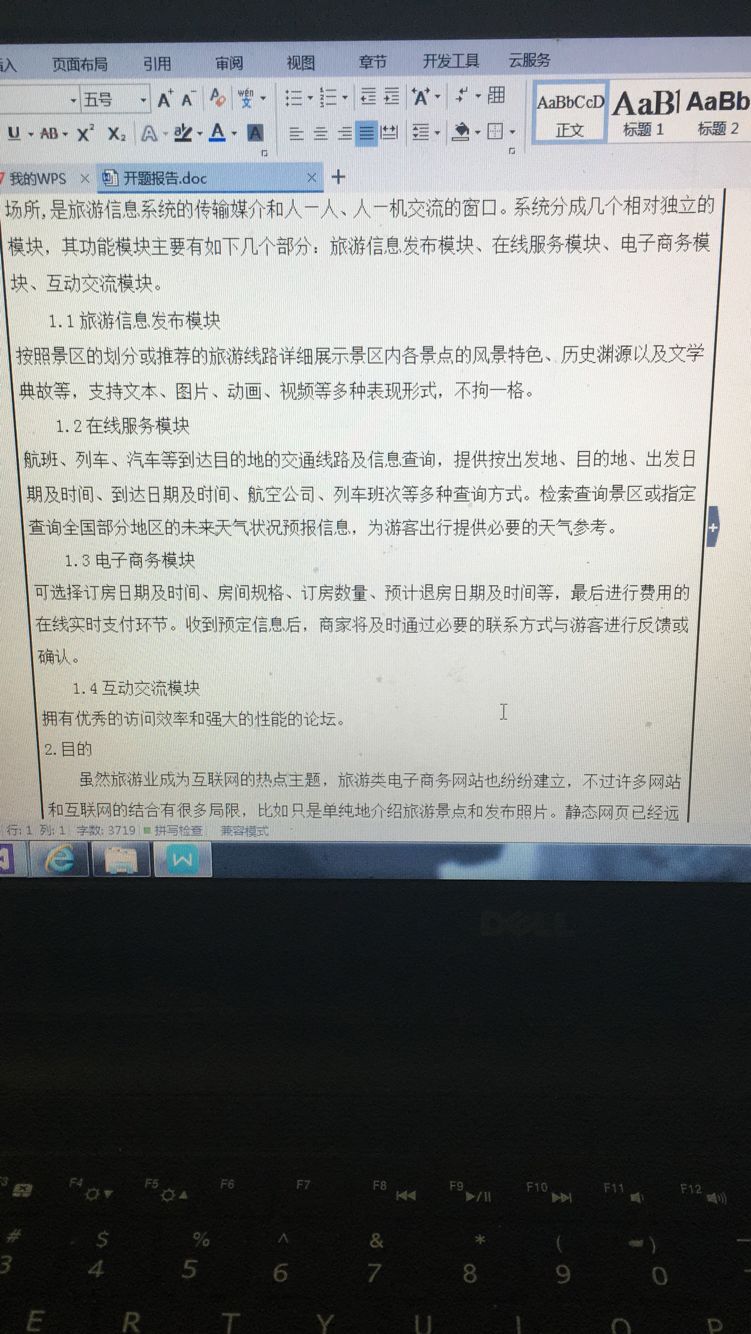 页面布局 引用 审阅 视图 章节 开发工具 云服务
五号 A+ A- wén 文 AaBbCcD AaBl AaBb
U AB X² X₂ A A A 正文 标题 1 标题 2
我的WPS × 开题报告.doc × +
场所,是旅游信息系统的传输媒介和人—人、人—机交流的窗口。系统分成几个相对独立的
模块，其功能模块主要有如下几个部分：旅游信息发布模块、在线服务模块、电子商务模
块、互动交流模块。
1.1 旅游信息发布模块
按照景区的划分或推荐的旅游线路详细展示景区内各景点的风景特色、历史渊源以及文学
典故等，支持文本、图片、动画、视频等多种表现形式，不拘一格。
1.2 在线服务模块
航班、列车、汽车等到达目的地的交通线路及信息查询，提供按出发地、目的地、出发日
期及时间、到达日期及时间、航空公司、列车班次等多种查询方式。检索查询景区或指定
查询全国部分地区的未来天气状况预报信息，为游客出行提供必要的天气参考。
1.3 电子商务模块
可选择订房日期及时间、房间规格、订房数量、预计退房日期及时间等，最后进行费用的
在线实时支付环节。收到预定信息后，商家将及时通过必要的联系方式与游客进行反馈或
确认。
1.4 互动交流模块
拥有优秀的访问效率和强大的性能的论坛。
2.目的
虽然旅游业成为互联网的热点主题，旅游类电子商务网站也纷纷建立，不过许多网站
和互联网的结合有很多局限，比如只是单纯地介绍旅游景点和发布照片。静态网页已经远
行: 1 列: 1 字数: 3719 拼写检查 兼容模式
DELL
F4 F5 F6 F7 F8 F9 F10 F11 F12
# $ % ^ & * ( )
3 4 5 6 7 8 9 0
E R T Y U I O P